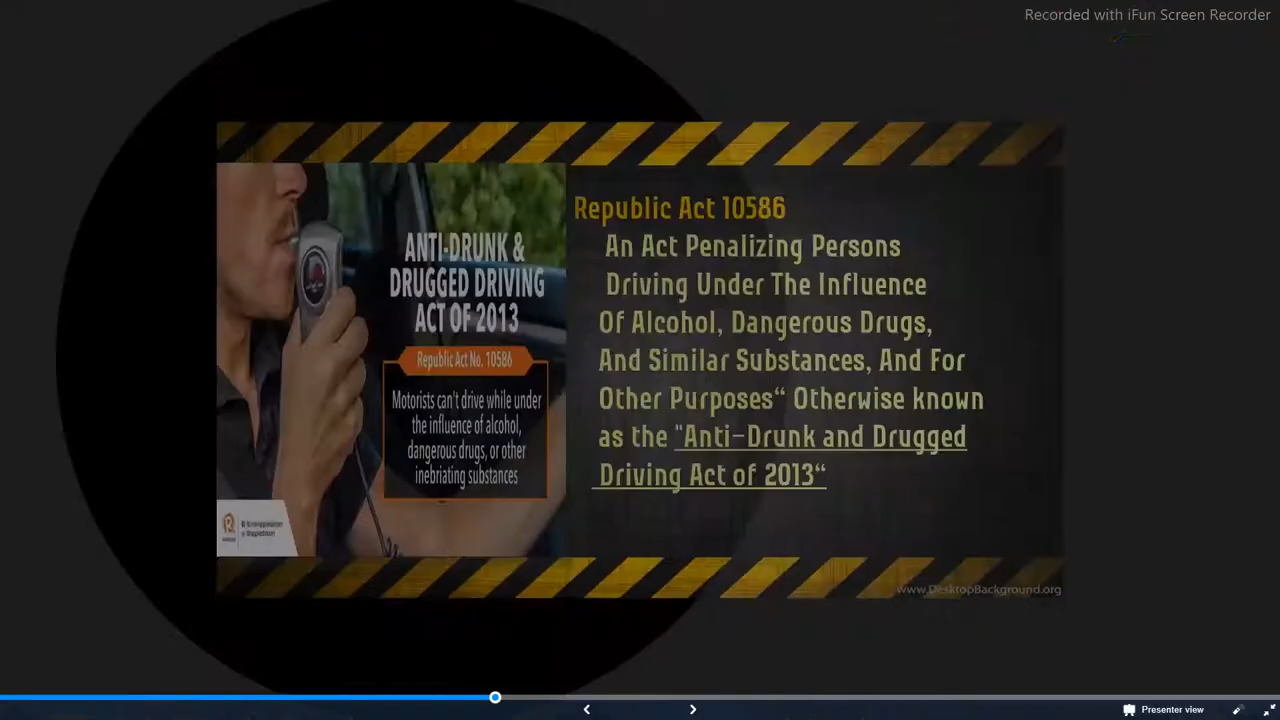 Recorded with iFun Screen Recorder
ANTI-DRUNK &
DRUGGED DRIVING
ACT OF 2013
Republic Act No. 10586
Motorists can't drive while under
the influence of alcohol,
dangerous drugs, or other
inebriating substances
Republic Act 10586
An Act Penalizing Persons
Driving Under The Influence
Of Alcohol, Dangerous Drugs,
And Similar Substances, And For
Other Purposes“ Otherwise known
as the "Anti-Drunk and Drugged
Driving Act of 2013“
www.DesktopBackground.org
Presenter view